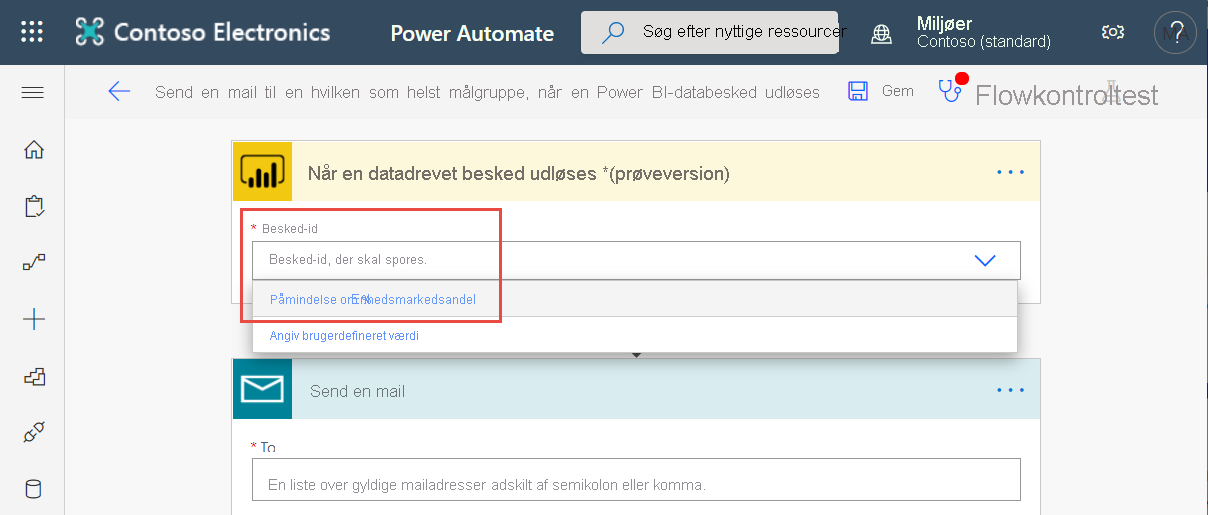 Contoso Electronics
Power Automate
Søg efter nyttige ressourcer
Miljøer
Contoso (standard)
?
Send en mail til en hvilken som helst målgruppe, når en Power BI-databesked udløses
Gem
Flowkontroltest
Når en datadrevet besked udløses *(prøveversion)
* Besked-id
Besked-id, der skal spores.
Påmindelse om Enhedsmarkedsandel
Angiv brugerdefineret værdi
Send en mail
* To
En liste over gyldige mailadresser adskilt af semikolon eller komma.